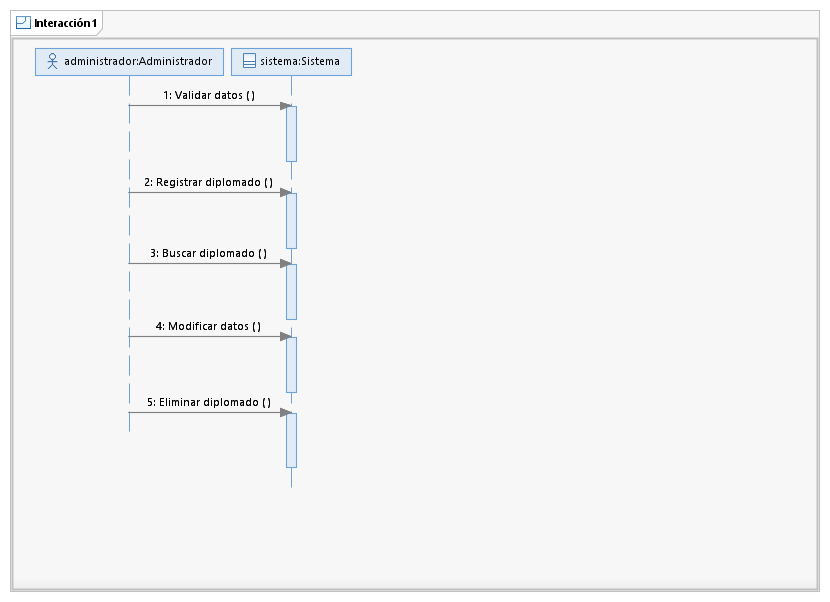 Interacción1
administrador:Administrador
sistema:Sistema
1: Validar datos ( )
2: Registrar diplomado ( )
3: Buscar diplomado ( )
4: Modificar datos ( )
5: Eliminar diplomado ( )